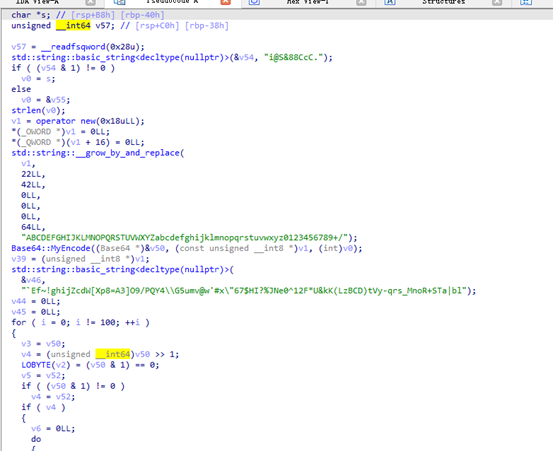 IDA View-A Pseudocode-A Hex View-1 Structures
char *s; // [rsp+B8h] [rbp-40h]
unsigned __int64 v57; // [rsp+C0h] [rbp-38h]
v57 = __readfsqword(0x28u);
std::string::basic_string<decltype(nullptr)>(&v54, "i@S&88CcC.");
if ( (v54 & 1) != 0 )
v0 = s;
else
v0 = &v55;
strlen(v0);
v1 = operator new(0x18uLL);
*(_OWORD *)v1 = 0LL;
*(_QWORD *)(v1 + 16) = 0LL;
std::string::__grow_by_and_replace(
v1,
22LL,
42LL,
0LL,
0LL,
0LL,
64LL,
"ABCDEFGHIJKLMNOPQRSTUVWXYZabcdefghijklmnopqrstuvwxyz0123456789+/");
Base64::MyEncode((Base64 *)&v50, (const unsigned __int8 *)v1, (int)v0);
v39 = (unsigned __int8 *)v1;
std::string::basic_string<decltype(nullptr)>(
&v46,
"`Ef~!ghijZcdW[Xp8=A3]O9/PQY4\\G5umv@w'#x\"67$HI?%JNe0^12F*U&kK(LzBCD)tVy-qrs_MnoR+STa|bl");
v44 = 0LL;
v45 = 0LL;
for ( i = 0; i != 100; ++i )
{
v3 = v50;
v4 = (unsigned __int64)v50 >> 1;
LOBYTE(v2) = (v50 & 1) == 0;
v5 = v52;
if ( (v50 & 1) != 0 )
v4 = v52;
if ( v4 )
{
v6 = 0LL;
do
{